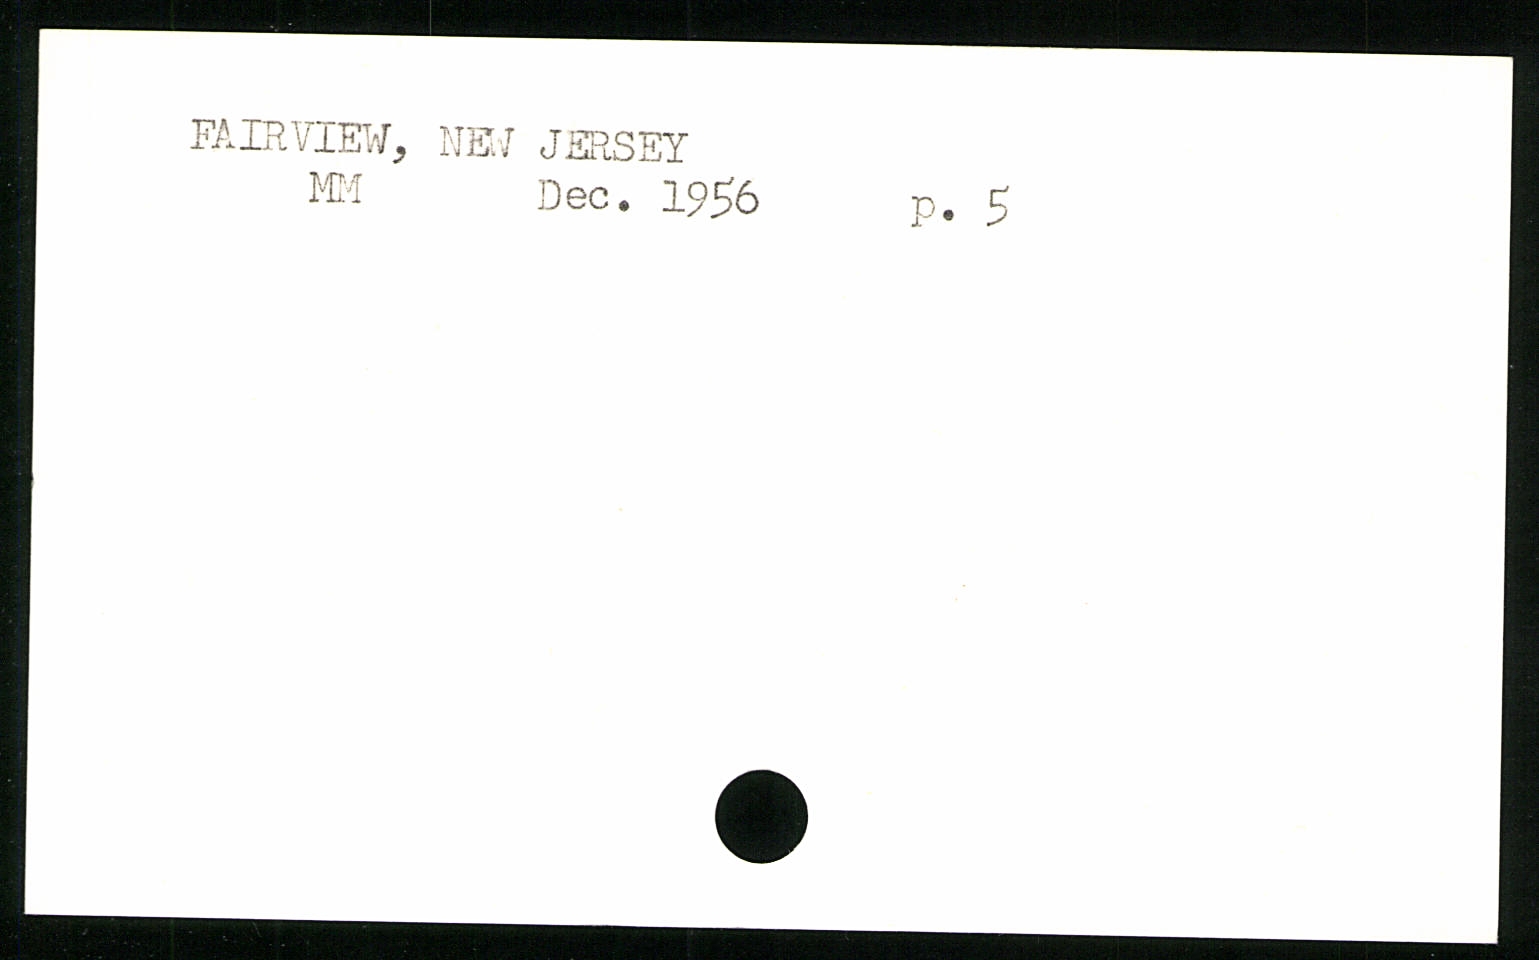 FAIRVIEW, NEW JERSEY
MM Dec. 1956 p. 5